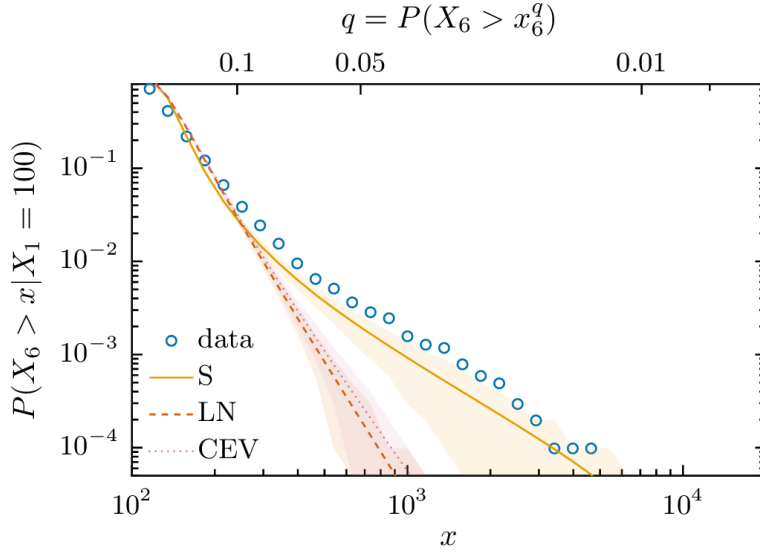 q = P(X_6 > x_6^q)
0.1 0.05 0.01
P(X_6 > x|X_1 = 100)
10^{-1}
10^{-2}
10^{-3}
10^{-4}
data
S
LN
CEV
10^2 10^3 10^4
x